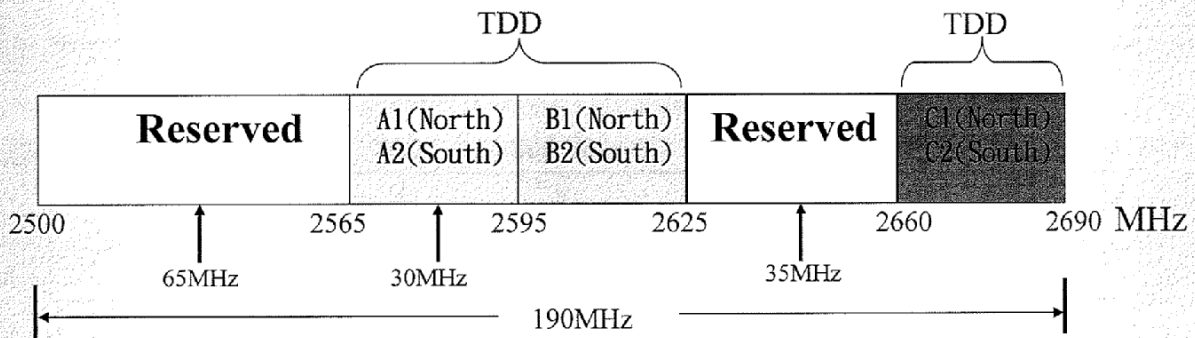 TDD
TDD
Reserved
A1(North)
A2(South)
B1(North)
B2(South)
Reserved
C1(North)
C2(South)
2500
2565
2595
2625
2660
2690 MHz
65MHz
30MHz
35MHz
190MHz